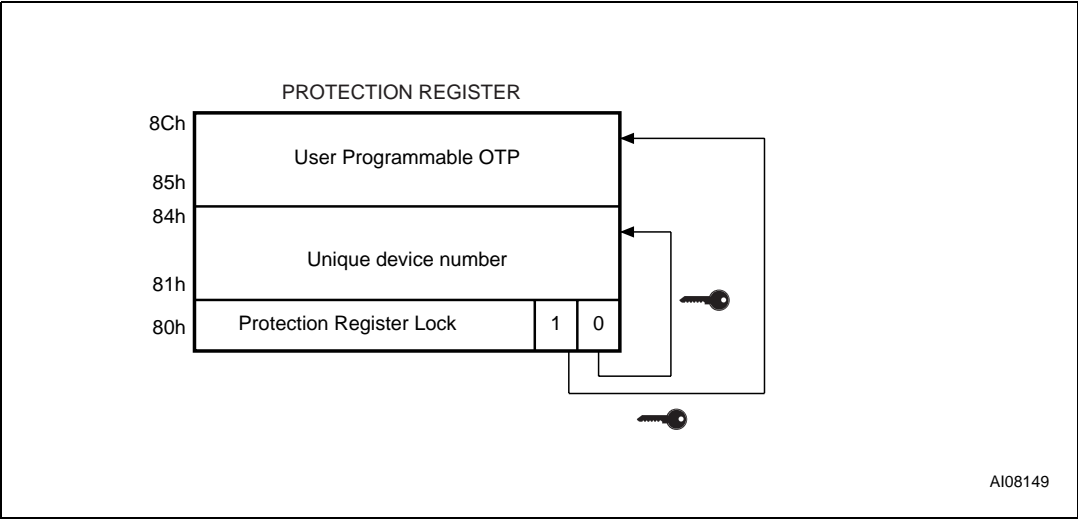 PROTECTION REGISTER
8Ch
User Programmable OTP
85h
84h
Unique device number
81h
80h Protection Register Lock 1 0
AI08149